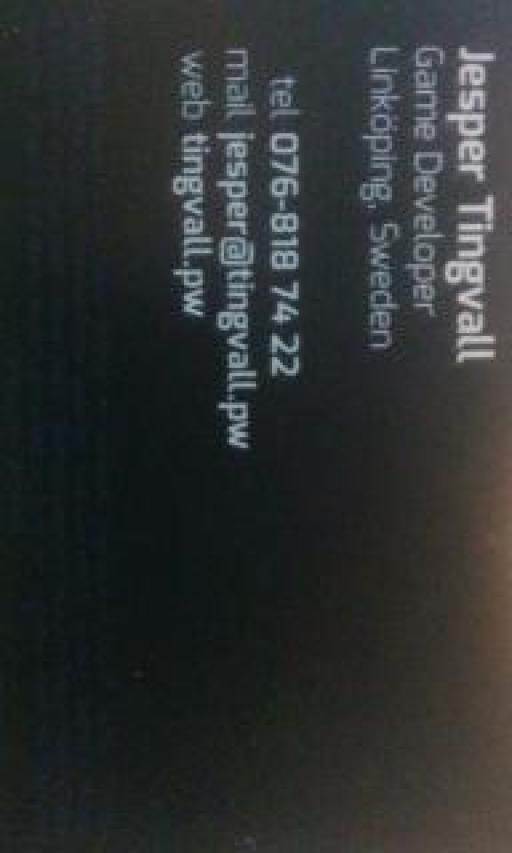 Jesper Tingvall
Game Developer
Linköping, Sweden
tel 076-818 74 22
mail jesper@tingvall.pw
web tingvall.pw